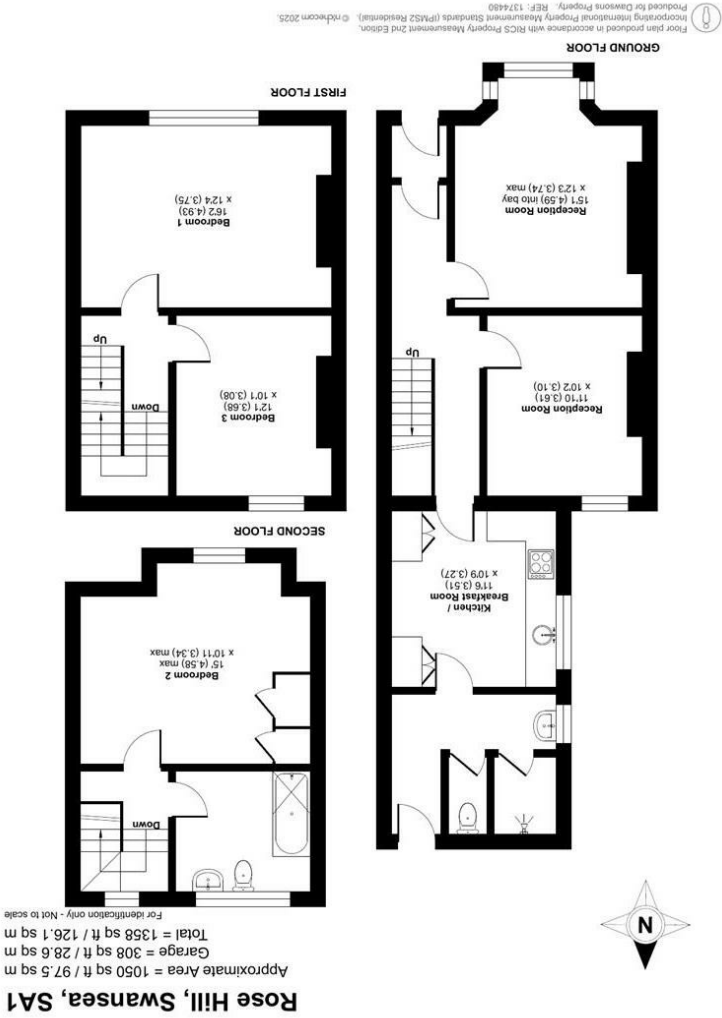 Rose Hill, Swansea, SA1
Approximate Area = 1050 sq ft / 97.5 sq m
Garage = 308 sq ft / 28.6 sq m
Total = 1358 sq ft / 126.1 sq m
For identification only - Not to scale
N
Down
Bedroom 2
15' (4.58) max
x 10'11 (3.34) max
SECOND FLOOR
Kitchen /
Breakfast Room
11'6 (3.51)
x 10'9 (3.27)
Down
Up
Bedroom 3
12'1 (3.68)
x 10'1 (3.08)
Reception Room
11'10 (3.61)
x 10'2 (3.10)
Up
Bedroom 1
16'2 (4.93)
x 12'4 (3.75)
Reception Room
15'1 (4.59) into bay
x 12'3 (3.74) max
FIRST FLOOR
GROUND FLOOR
Floor plan produced in accordance with RICS Property Measurement 2nd Edition,
Incorporating International Property Measurement Standards (IPMS2 Residential). © nichecom 2025.
Produced for Dawsons Property. REF: 1374480